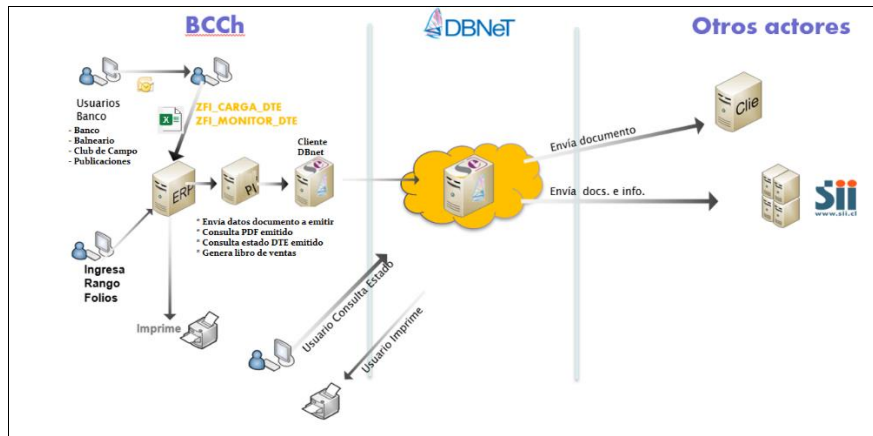 BCCh
DBNeT
Otros actores
Usuarios
Banco
- Banco
- Balneario
- Club de Campo
- Publicaciones
ZFI_CARGA_DTE
ZFI_MONITOR_DTE
Cliente
DBnet
ERP
PI
* Envía datos documento a emitir
* Consulta PDF emitido
* Consulta estado DTE emitido
* Genera libro de ventas
Ingresa
Rango
Folios
Imprime
Usuario Consulta Estado
Usuario Imprime
Envía documento
Clie
Envía docs. e info.
sii
www.sii.cl